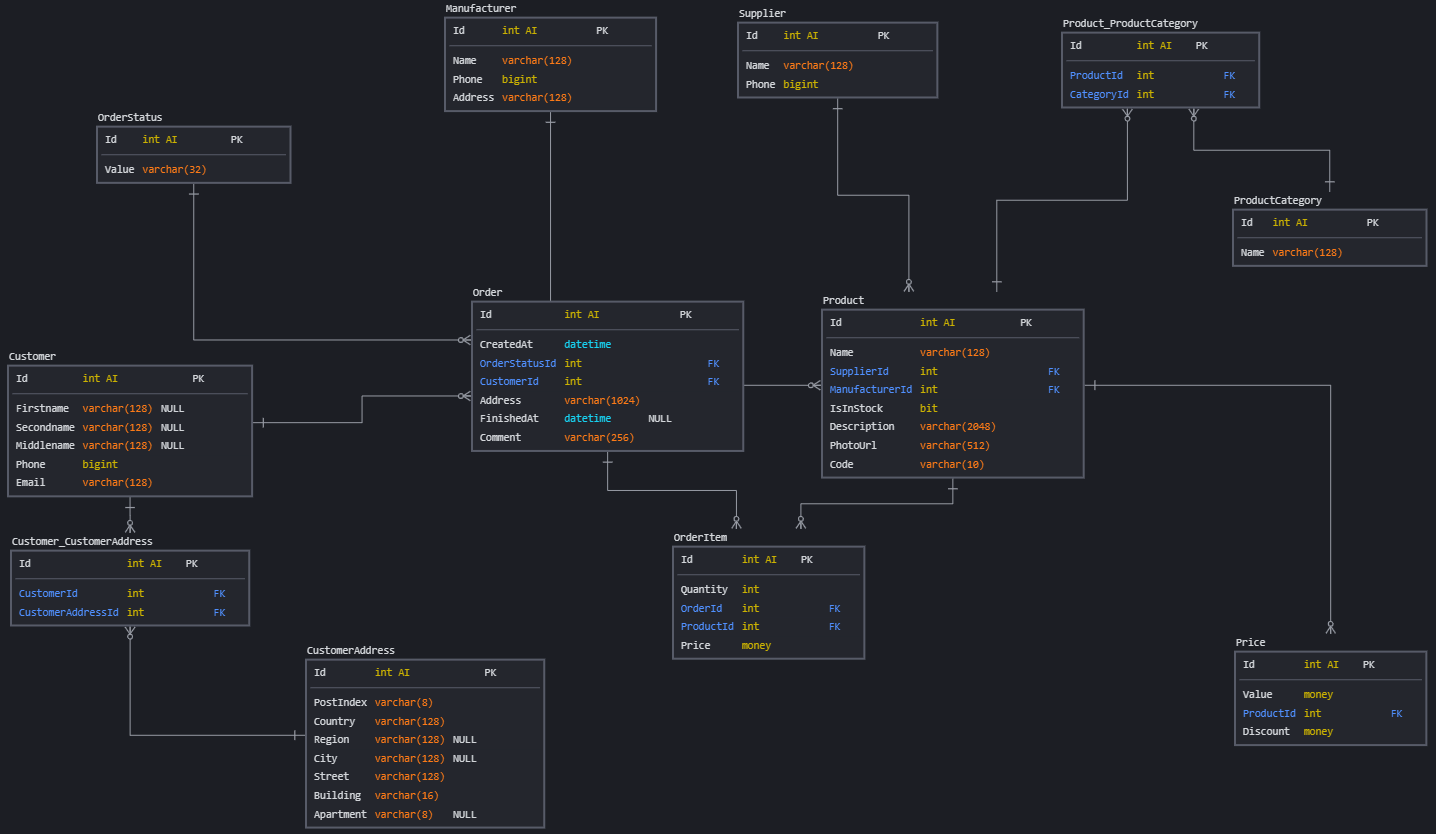 Manufacturer
Id int AI PK
Name varchar(128)
Phone bigint
Address varchar(128)
Supplier
Id int AI PK
Name varchar(128)
Phone bigint
Product_ProductCategory
Id int AI PK
ProductId int FK
CategoryId int FK
OrderStatus
Id int AI PK
Value varchar(32)
ProductCategory
Id int AI PK
Name varchar(128)
Order
Id int AI PK
CreatedAt datetime
OrderStatusId int FK
CustomerId int FK
Address varchar(1024)
FinishedAt datetime NULL
Comment varchar(256)
Product
Id int AI PK
Name varchar(128)
SupplierId int FK
ManufacturerId int FK
IsInStock bit
Description varchar(2048)
PhotoUrl varchar(512)
Code varchar(10)
Customer
Id int AI PK
Firstname varchar(128) NULL
Secondname varchar(128) NULL
Middlename varchar(128) NULL
Phone bigint
Email varchar(128)
Customer_CustomerAddress
Id int AI PK
CustomerId int FK
CustomerAddressId int FK
OrderItem
Id int AI PK
Quantity int
OrderId int FK
ProductId int FK
Price money
CustomerAddress
Id int AI PK
PostIndex varchar(8)
Country varchar(128)
Region varchar(128) NULL
City varchar(128) NULL
Street varchar(128)
Building varchar(16)
Apartment varchar(8) NULL
Price
Id int AI PK
Value money
ProductId int FK
Discount money